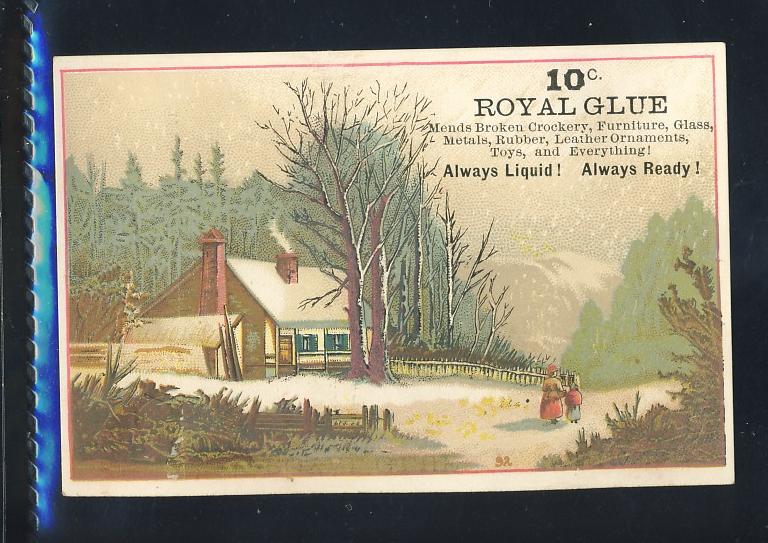 10c.
ROYAL GLUE
Mends Broken Crockery, Furniture, Glass,
Metals, Rubber, Leather Ornaments,
Toys, and Everything!
Always Liquid! Always Ready!
92